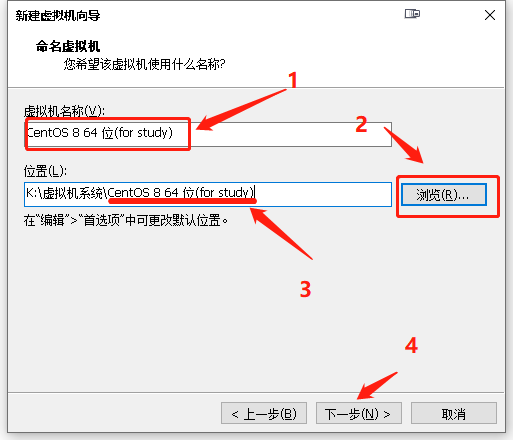 新建虚拟机向导
命名虚拟机
您希望该虚拟机使用什么名称?
1
虚拟机名称(V):
CentOS 8 64 位(for study)
2
位置(L):
K:\虚拟机系统\CentOS 8 64 位(for study)
浏览(R)...
在"编辑">"首选项"中可更改默认位置。
3
4
< 上一步(B)
下一步(N) >
取消